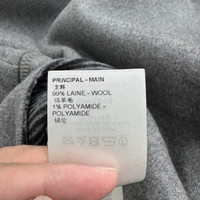 PRINCIPAL - MAIN
主料
99% LAINE - WOOL
绵羊毛
1% POLYAMIDE -
POLYAMIDE
锦纶